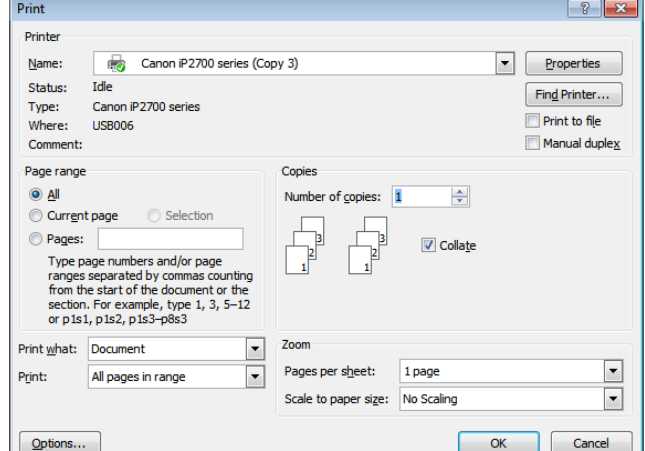 Print
Printer
Name: Canon iP2700 series (Copy 3) Properties
Status: Idle
Find Printer...
Type: Canon iP2700 series
Where: USB006
Print to file
Comment:
Manual duplex
Page range
All
Current page Selection
Pages:
Type page numbers and/or page
ranges separated by commas counting
from the start of the document or the
section. For example, type 1, 3, 5–12
or p1s1, p1s2, p1s3–p8s3
Copies
Number of copies: 1
3 3
2 2
1 1
Collate
Print what: Document
Print: All pages in range
Zoom
Pages per sheet: 1 page
Scale to paper size: No Scaling
Options... OK Cancel